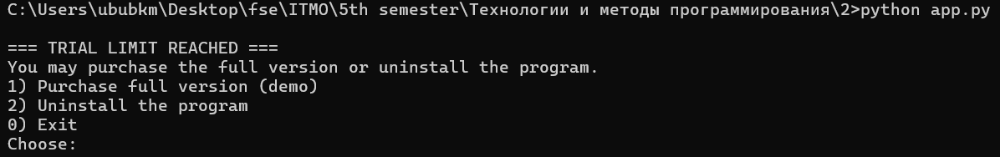 C:\Users\ububkm\Desktop\fse\ITMO\5th semester\Технологии и методы программирования\2>python app.py
=== TRIAL LIMIT REACHED ===
You may purchase the full version or uninstall the program.
1) Purchase full version (demo)
2) Uninstall the program
0) Exit
Choose: